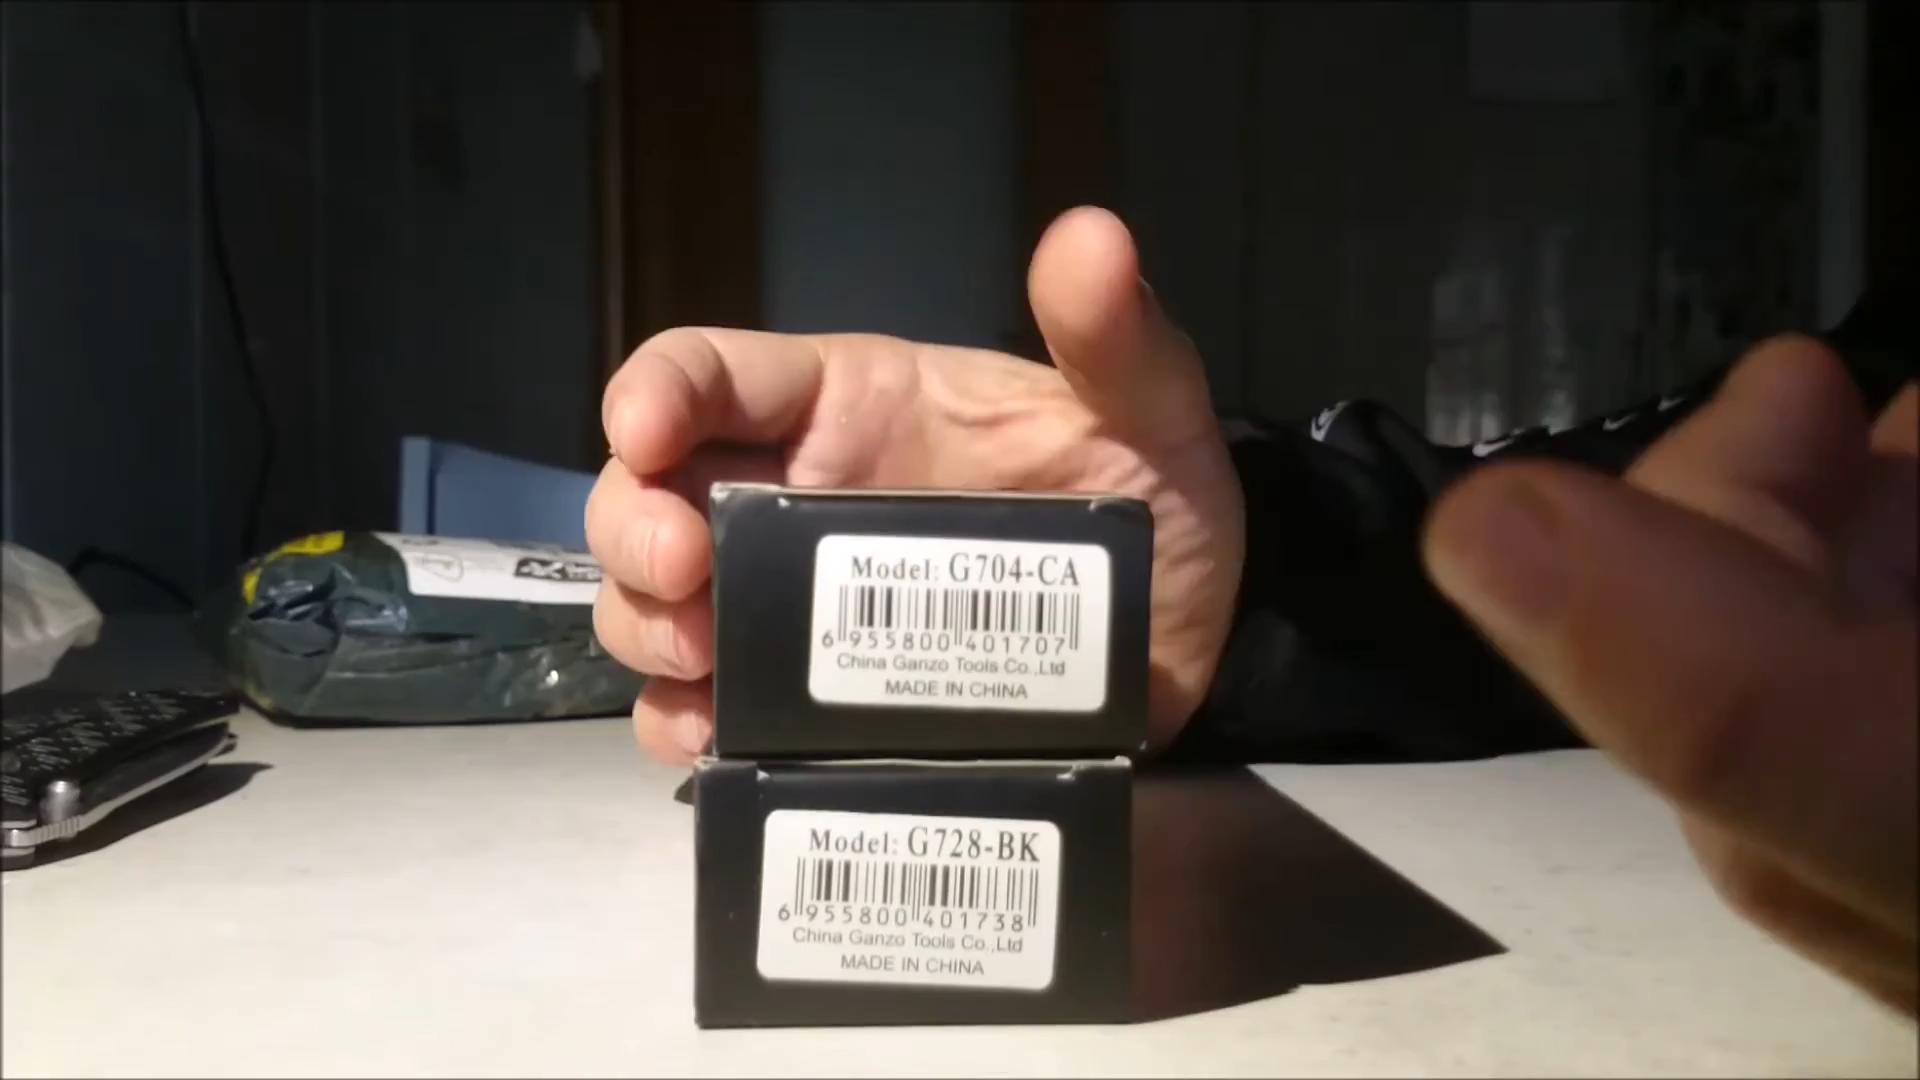 Model: G704-CA
6 955800 401707
China Ganzo Tools Co.,Ltd
MADE IN CHINA
Model: G728-BK
6 955800 401738
China Ganzo Tools Co.,Ltd
MADE IN CHINA